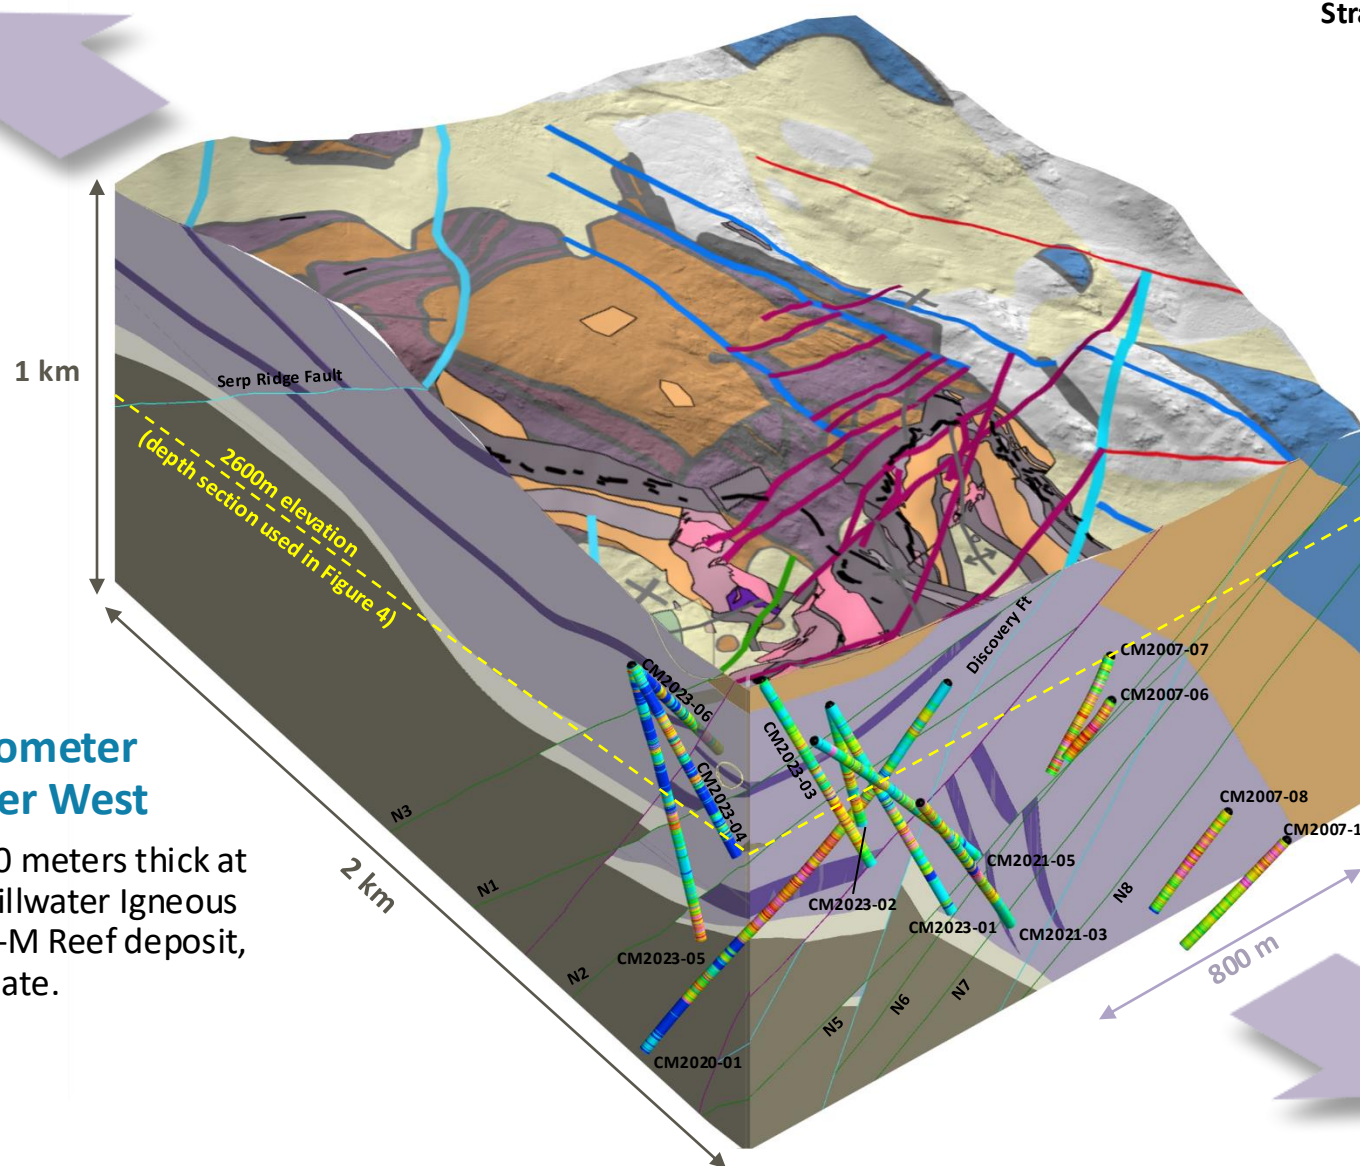 Stra
1 km
Serp Ridge Fault
2600m elevation
(depth section used in Figure 4)
Discovery Ft
CM2007-07
CM2023-06
CM2007-06
CM2023-03
ometer
er West
CM2023-04
CM2007-08
N3
CM2007-1
0 meters thick at
illwater Igneous
-M Reef deposit,
ate.
2 km
N1
CM2021-05
N8
CM2023-02
CM2023-01
CM2021-03
CM2023-05
800 m
N2
N5
N6
N7
CM2020-01